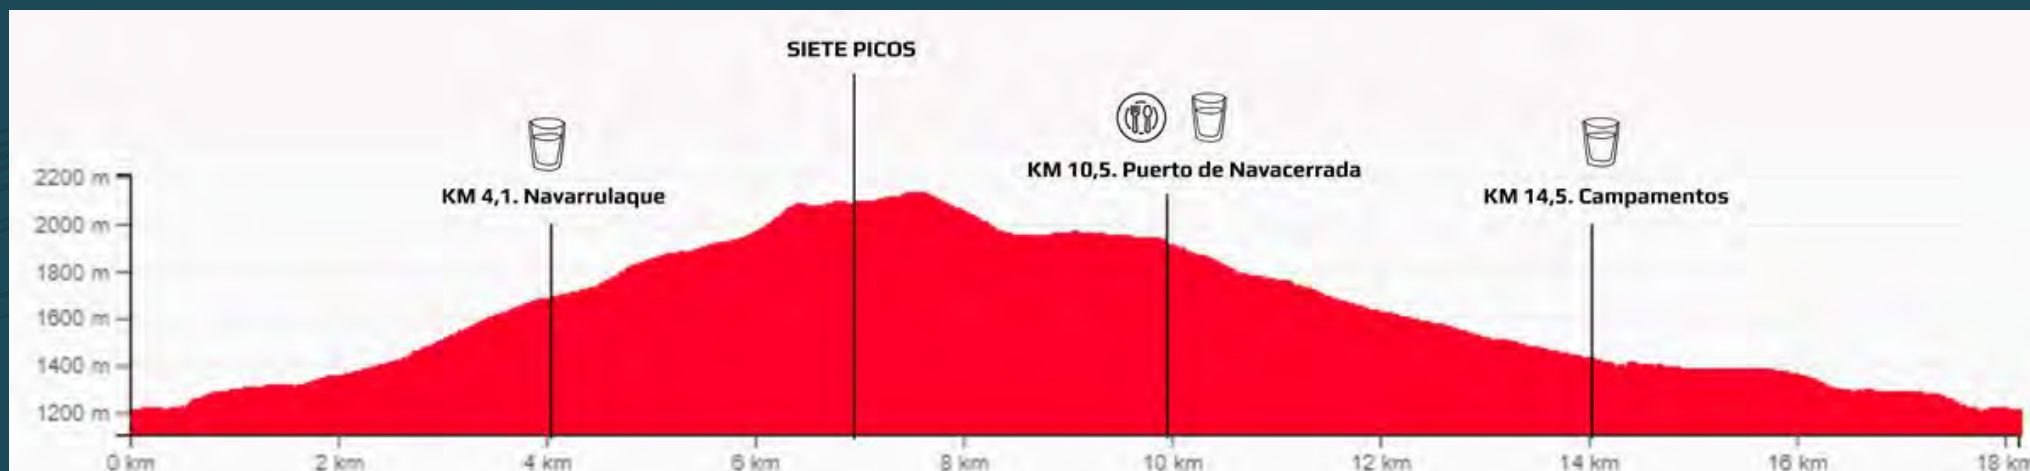 SIETE PICOS
KM 4,1. Navarrulaque
KM 10,5. Puerto de Navacerrada
KM 14,5. Campamentos
2200 m
2000 m
1800 m
1600 m
1400 m
1200 m
0 km
2 km
4 km
6 km
8 km
10 km
12 km
14 km
16 km
18 km